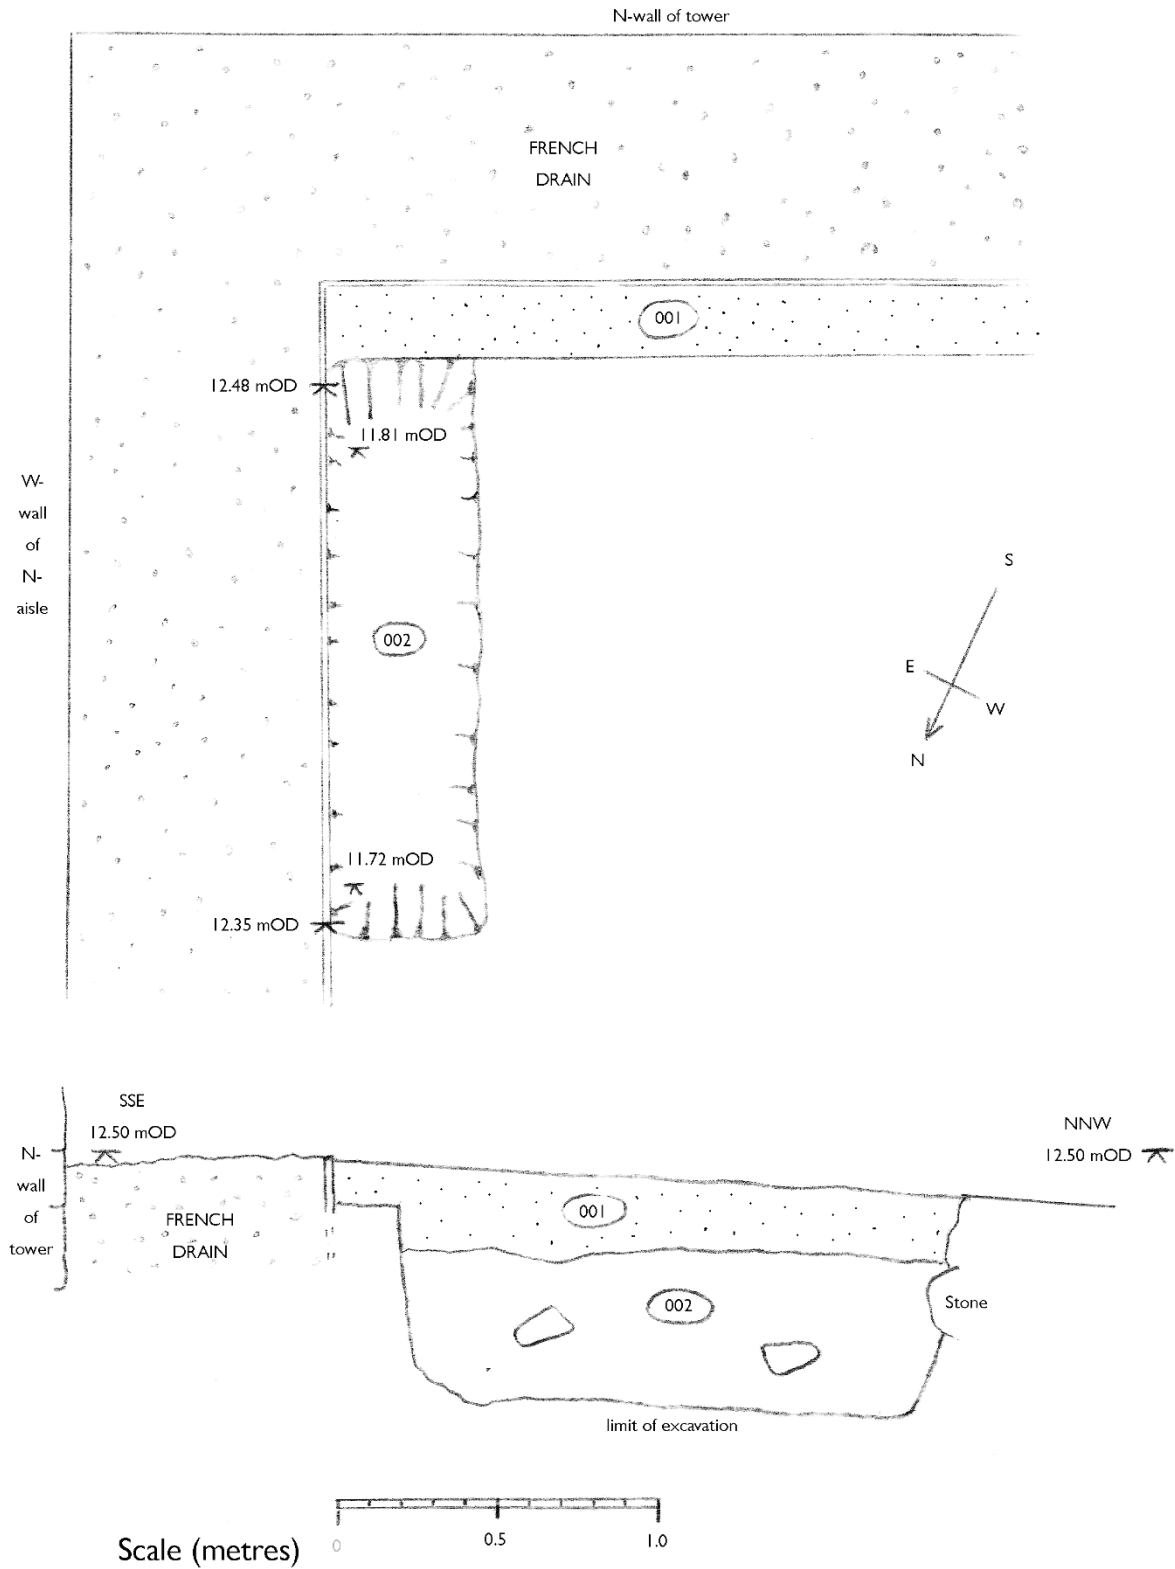 N-wall of tower
FRENCH
DRAIN
001
12.48 mOD
11.81 mOD
W-
wall
of
N-
aisle
S
002
E
W
N
11.72 mOD
12.35 mOD
SSE
12.50 mOD
NNW
12.50 mOD
N-
wall
of
tower
FRENCH
DRAIN
001
002
Stone
limit of excavation
0
0.5
1.0
Scale (metres)